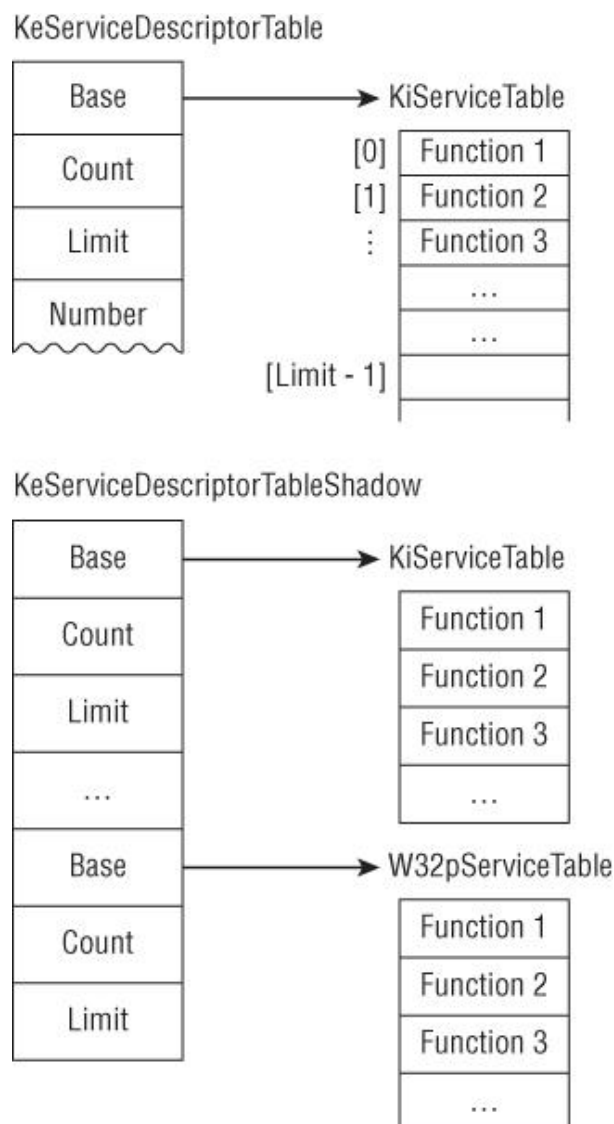 KeServiceDescriptorTable
Base
Count
Limit
Number
KiServiceTable
[0] Function 1
[1] Function 2
⋮ Function 3
...
...
[Limit - 1]
KeServiceDescriptorTableShadow
Base
Count
Limit
...
Base
Count
Limit
KiServiceTable
Function 1
Function 2
Function 3
...
W32pServiceTable
Function 1
Function 2
Function 3
...